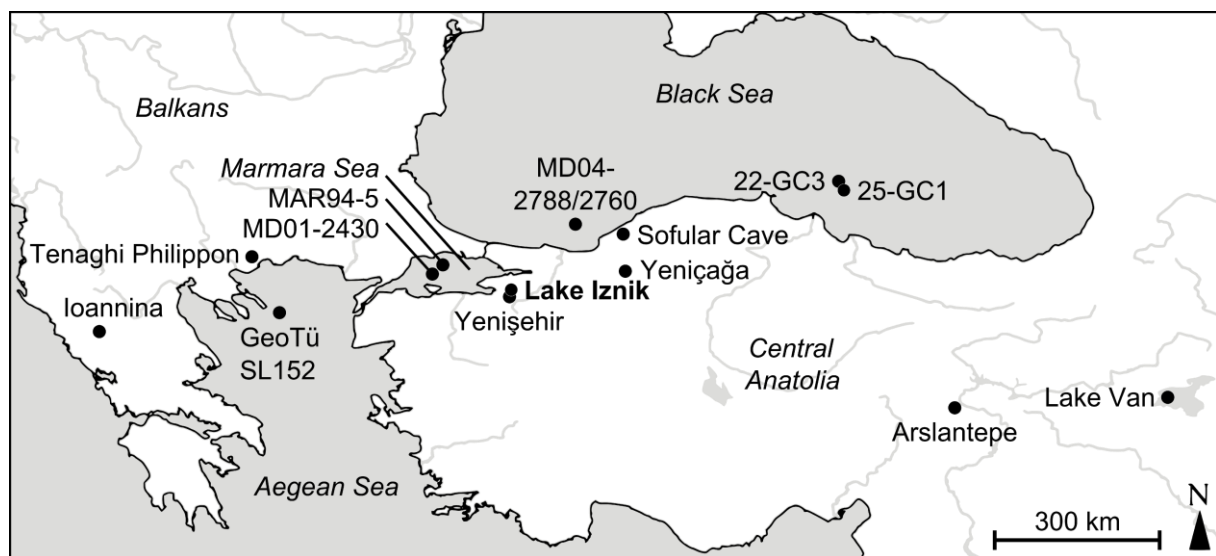 Balkans
Black Sea
Marmara Sea
MAR94-5
MD01-2430
MD04-
2788/2760
22-GC3
25-GC1
Tenaghi Philippon
Sofular Cave
Yeniçağa
Lake Iznik
Yenişehir
Ioannina
GeoTü
SL152
Central
Anatolia
Lake Van
Arslantepe
Aegean Sea
N
300 km